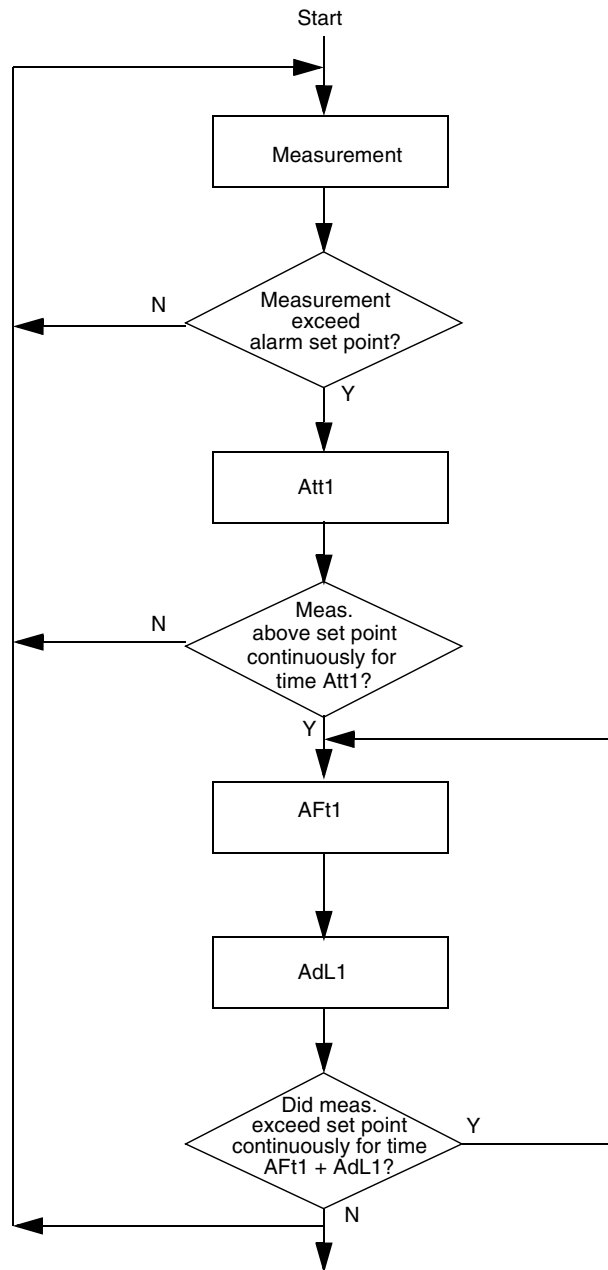 Start
Measurement
N
Measurement
exceed
alarm set point?
Y
Att1
N
Meas.
above set point
continuously for
time Att1?
Y
AFt1
AdL1
Did meas.
exceed set point
continuously for time
AFt1 + AdL1?
Y
N